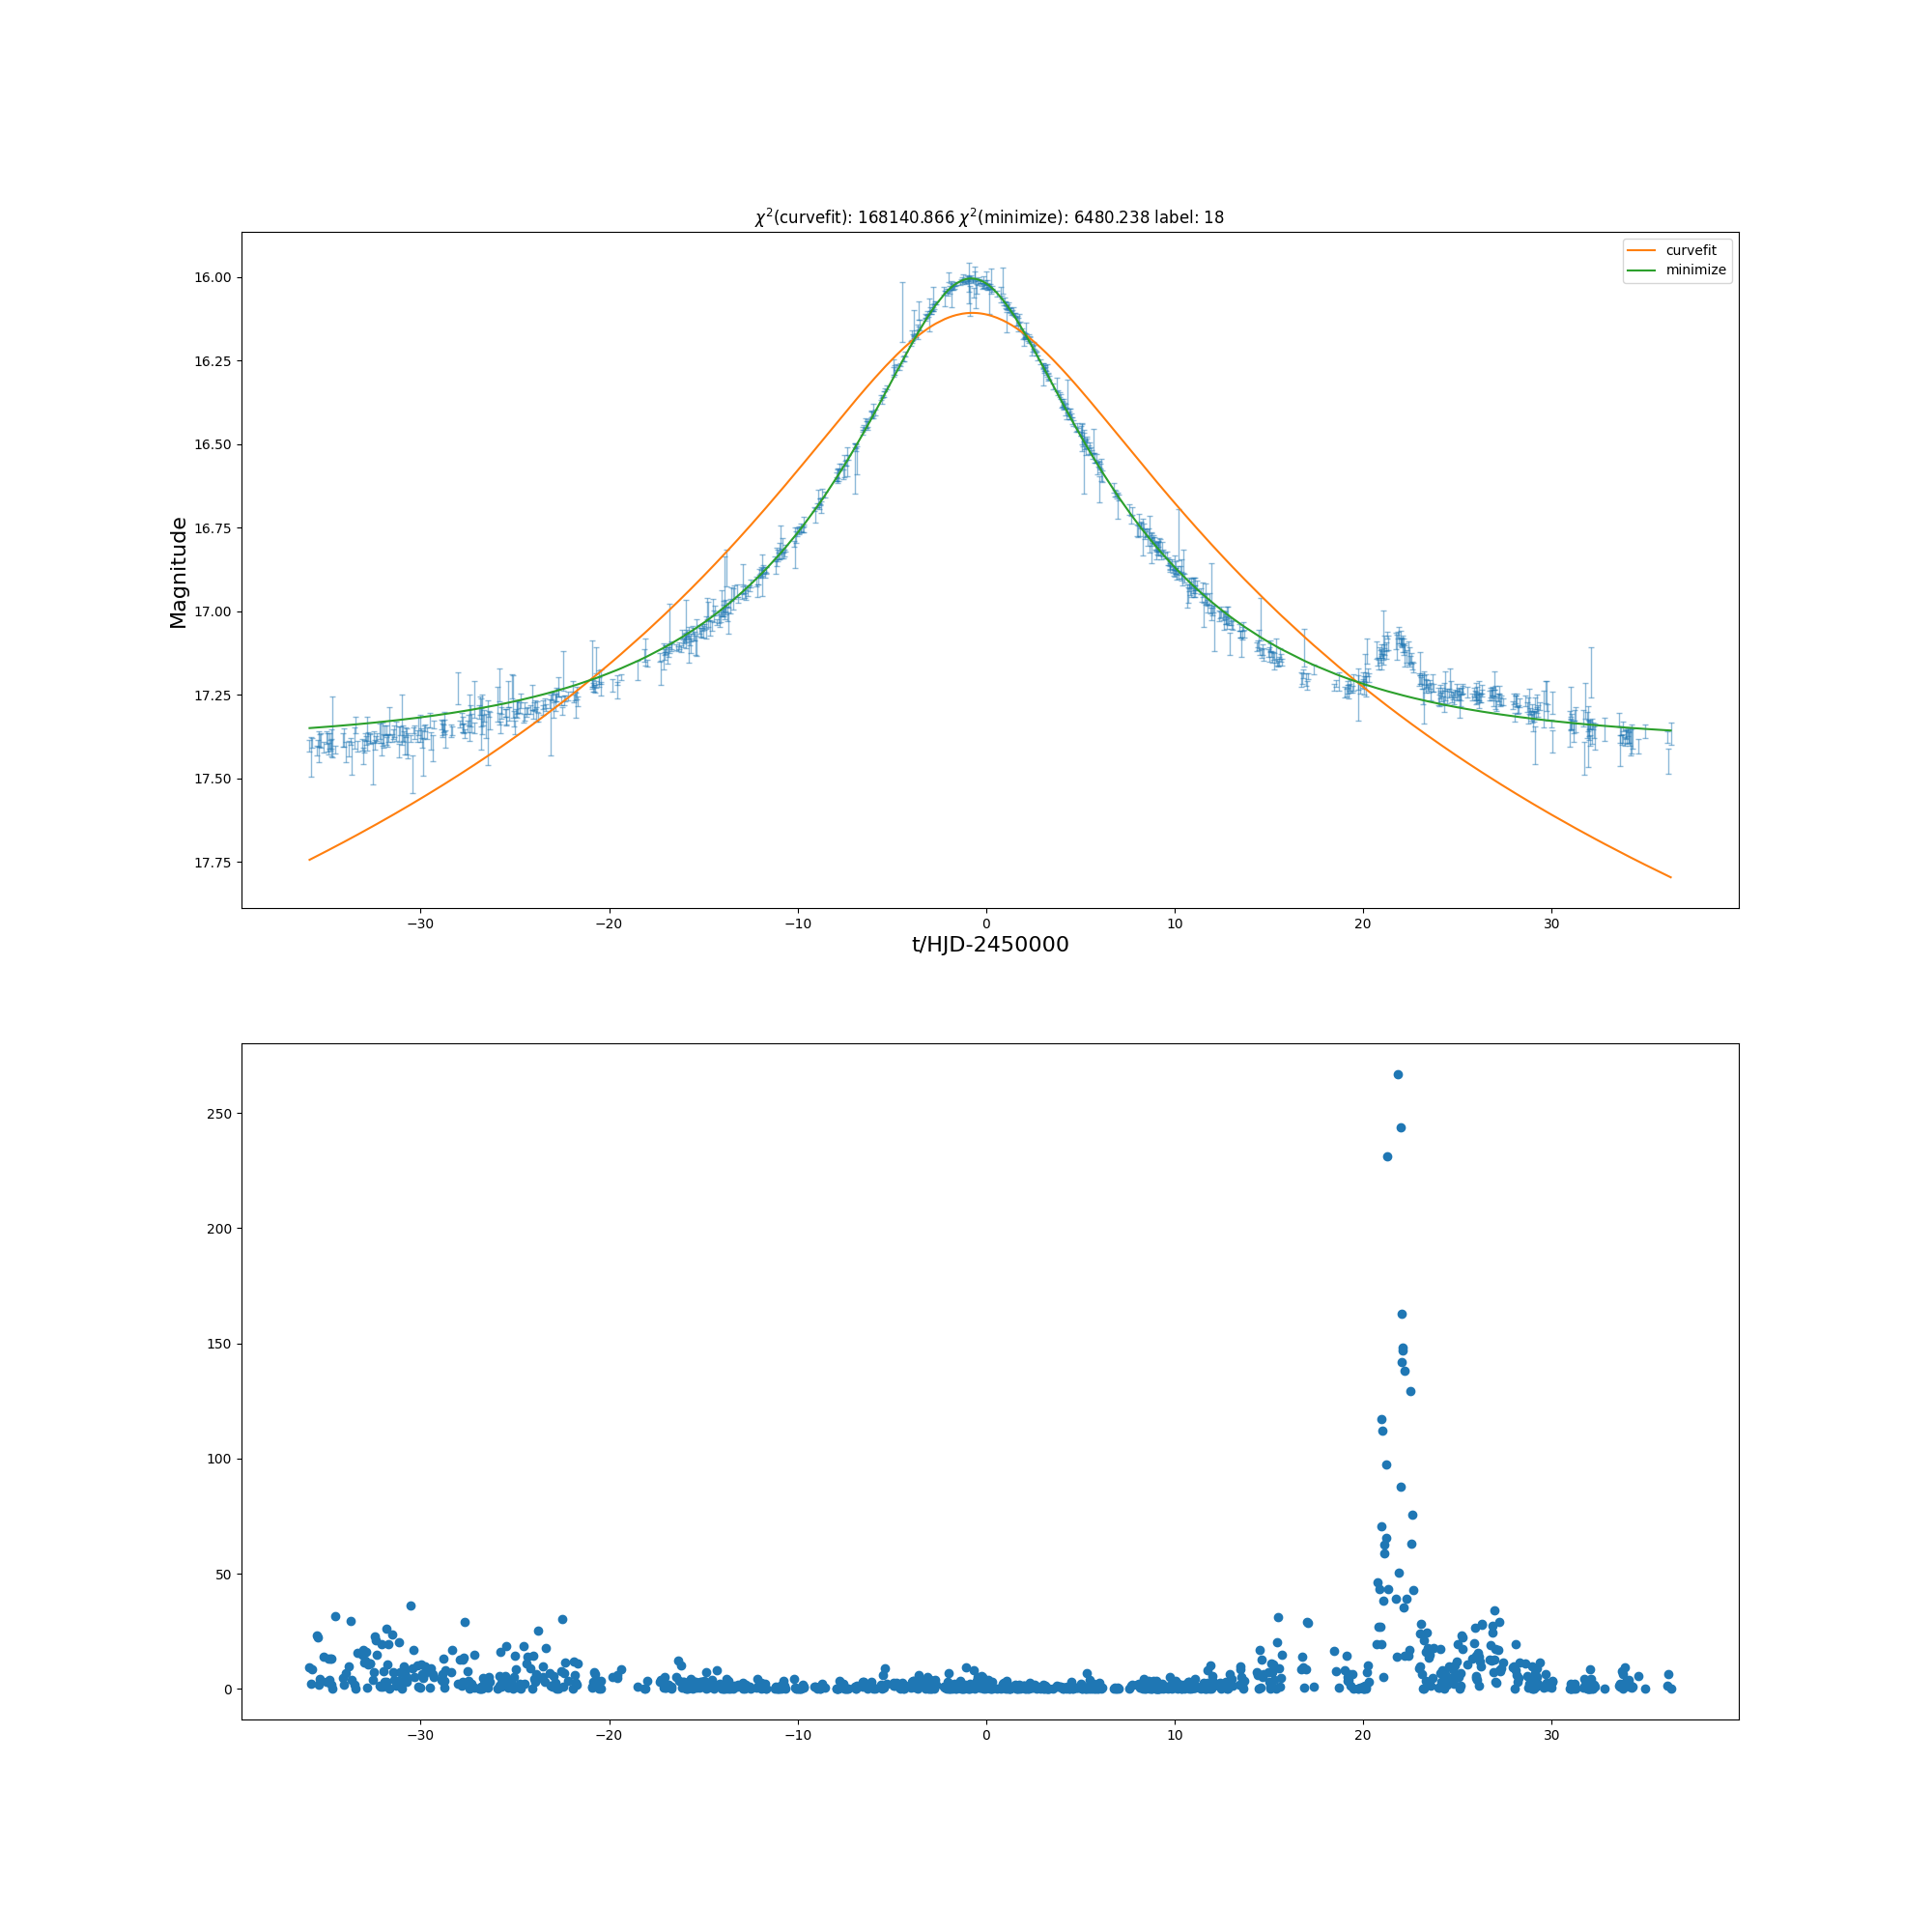 χ²(curvefit): 168140.866 χ²(minimize): 6480.238 label: 18
curvefit
minimize
16.00
16.25
16.50
16.75
17.00
17.25
17.50
17.75
Magnitude
−30 −20 −10 0 10 20 30
t/HJD-2450000
250
200
150
100
50
0
−30 −20 −10 0 10 20 30